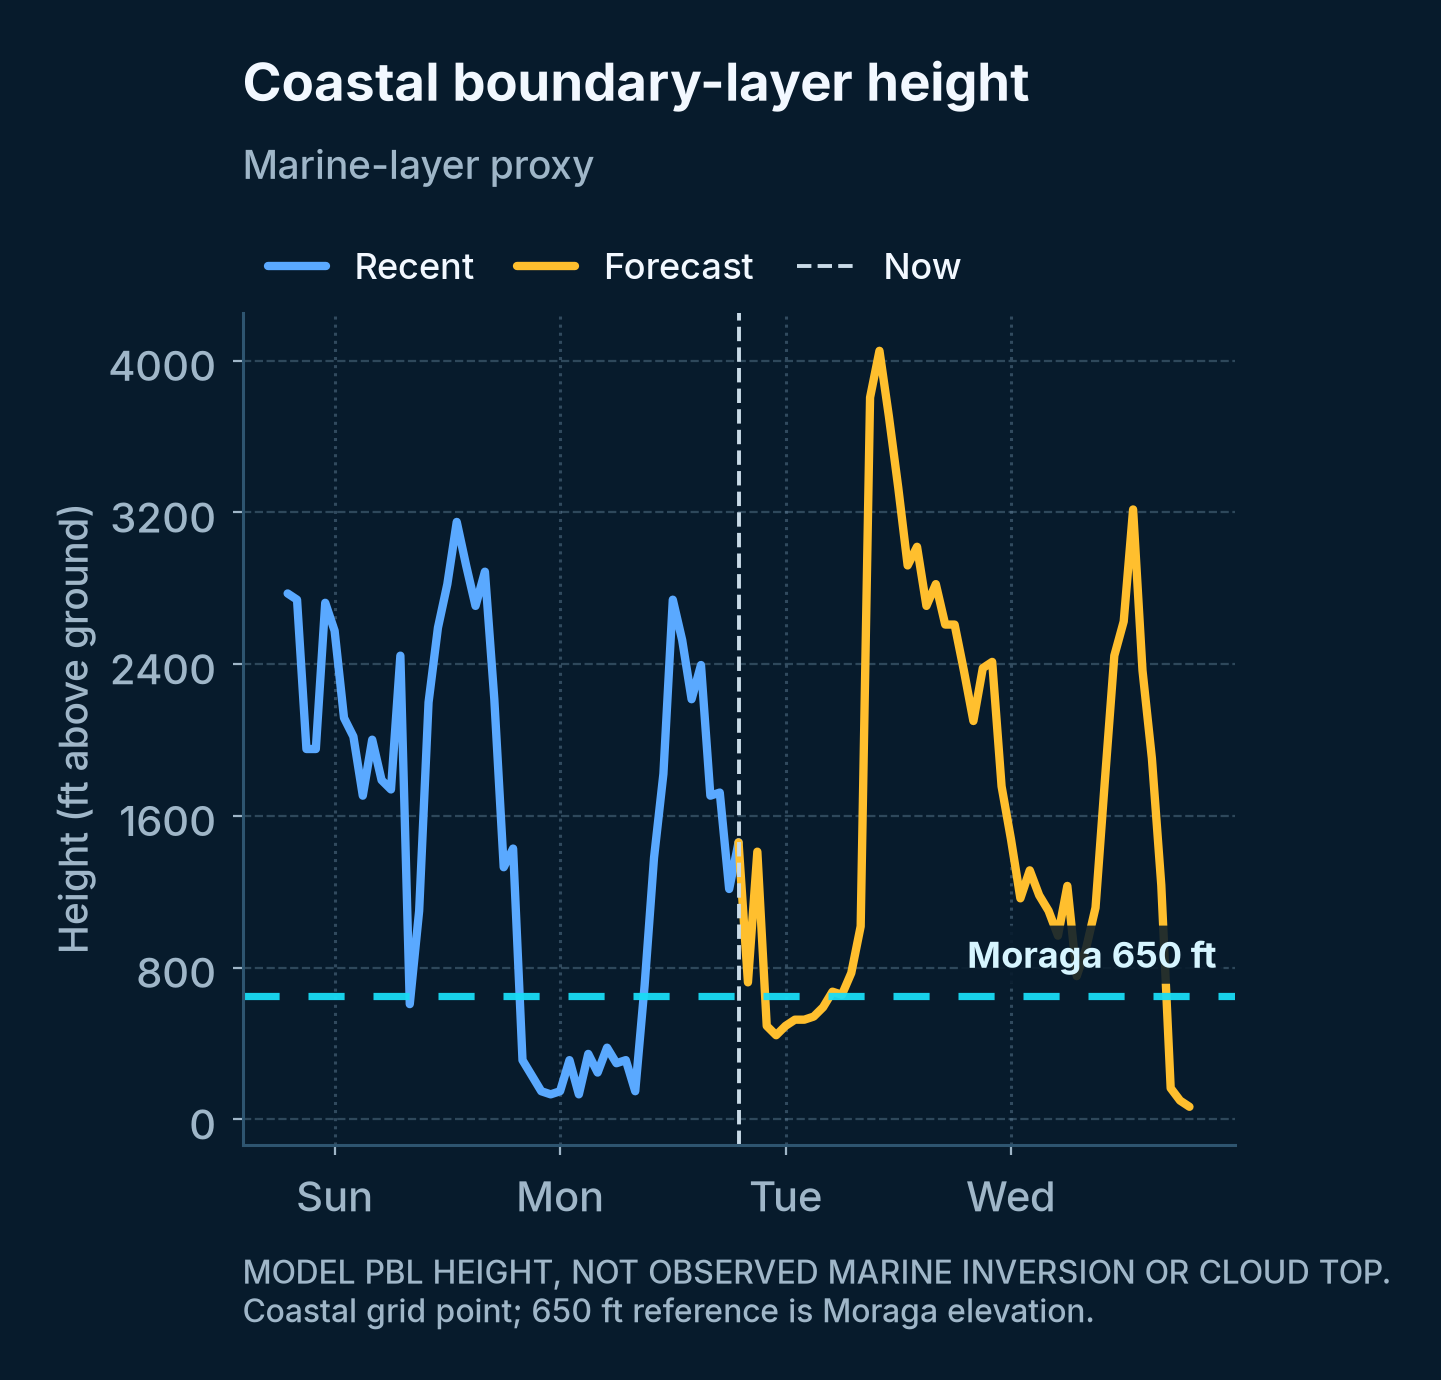 Coastal boundary-layer height
Marine-layer proxy
Recent Forecast Now
Height (ft above ground)
4000
3200
2400
1600
800
0
Moraga 650 ft
Sun Mon Tue Wed
MODEL PBL HEIGHT, NOT OBSERVED MARINE INVERSION OR CLOUD TOP.
Coastal grid point; 650 ft reference is Moraga elevation.